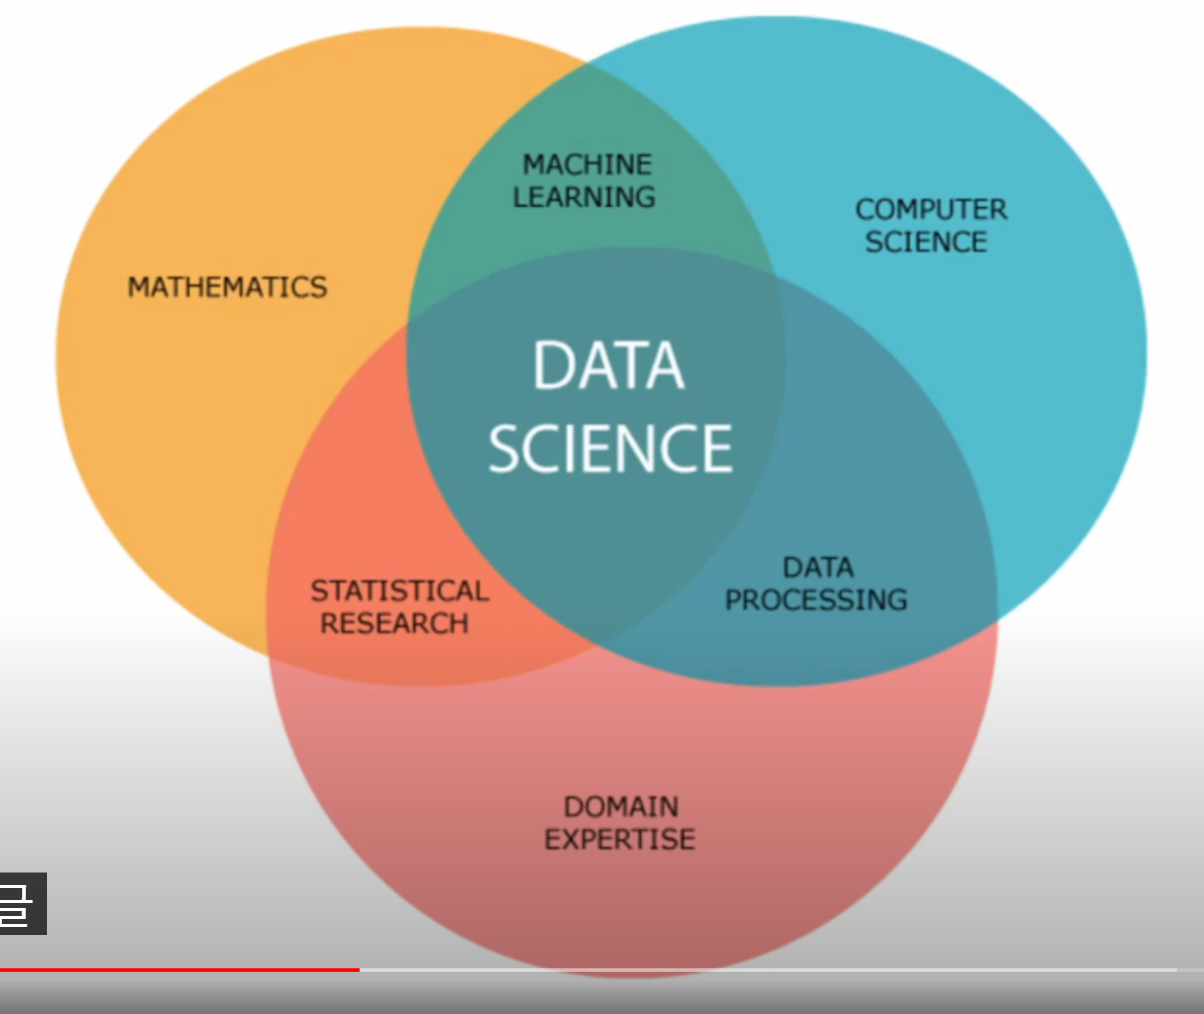 MACHINE
LEARNING
COMPUTER
SCIENCE
MATHEMATICS
DATA
SCIENCE
DATA
PROCESSING
STATISTICAL
RESEARCH
DOMAIN
EXPERTISE
글